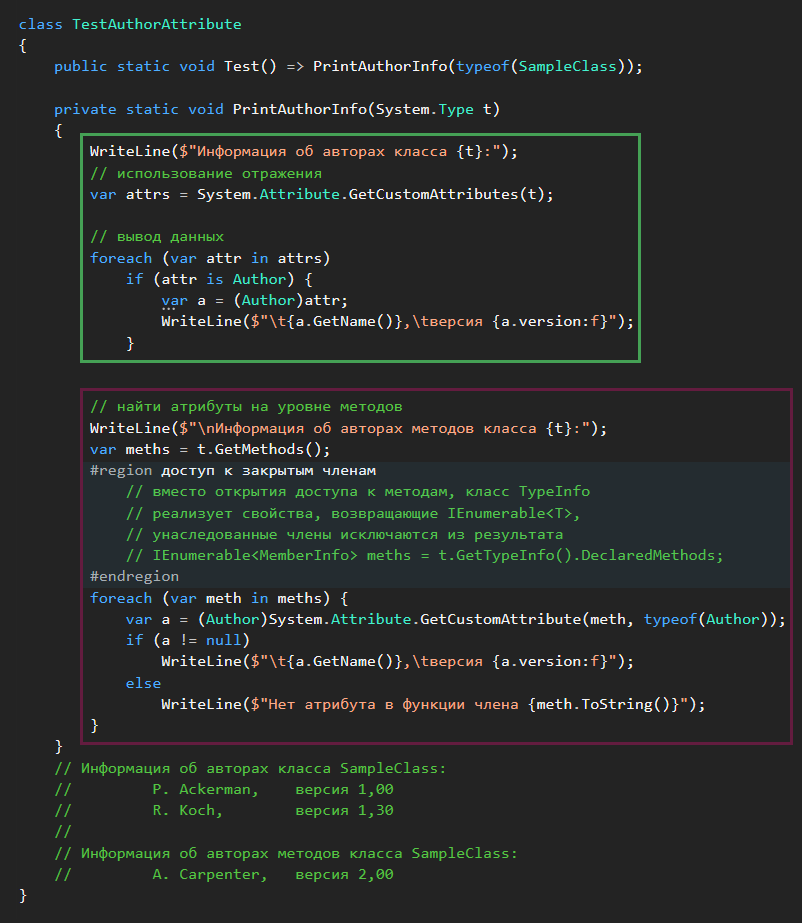 class TestAuthorAttribute
{
    public static void Test() => PrintAuthorInfo(typeof(SampleClass));

    private static void PrintAuthorInfo(System.Type t)
    {
        WriteLine($"Информация об авторах класса {t}:");
        // использование отражения
        var attrs = System.Attribute.GetCustomAttributes(t);

        // вывод данных
        foreach (var attr in attrs)
            if (attr is Author) {
                var a = (Author)attr;
                WriteLine($"\t{a.GetName()},\tверсия {a.version:f}");
            }

        // найти атрибуты на уровне методов
        WriteLine($"\nИнформация об авторах методов класса {t}:");
        var meths = t.GetMethods();
        #region доступ к закрытым членам
            // вместо открытия доступа к методам, класс TypeInfo
            // реализует свойства, возвращающие IEnumerable<T>,
            // унаследованные члены исключаются из результата
            // IEnumerable<MemberInfo> meths = t.GetTypeInfo().DeclaredMethods;
        #endregion
        foreach (var meth in meths) {
            var a = (Author)System.Attribute.GetCustomAttribute(meth, typeof(Author));
            if (a != null)
                WriteLine($"\t{a.GetName()},\tверсия {a.version:f}");
            else
                WriteLine($"Нет атрибута в функции члена {meth.ToString()}");
        }
    }
    // Информация об авторах класса SampleClass:
    //         P. Ackerman,    версия 1,00
    //         R. Koch,        версия 1,30
    //
    // Информация об авторах методов класса SampleClass:
    //         A. Carpenter,   версия 2,00
}